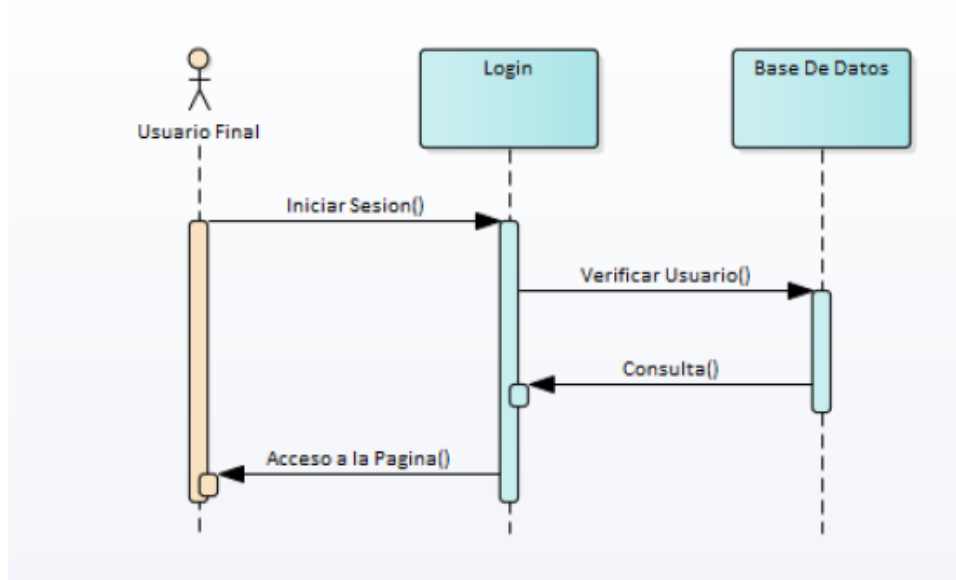 Login
Base De Datos
Usuario Final
Iniciar Sesion()
Verificar Usuario()
Consulta()
Acceso a la Pagina()